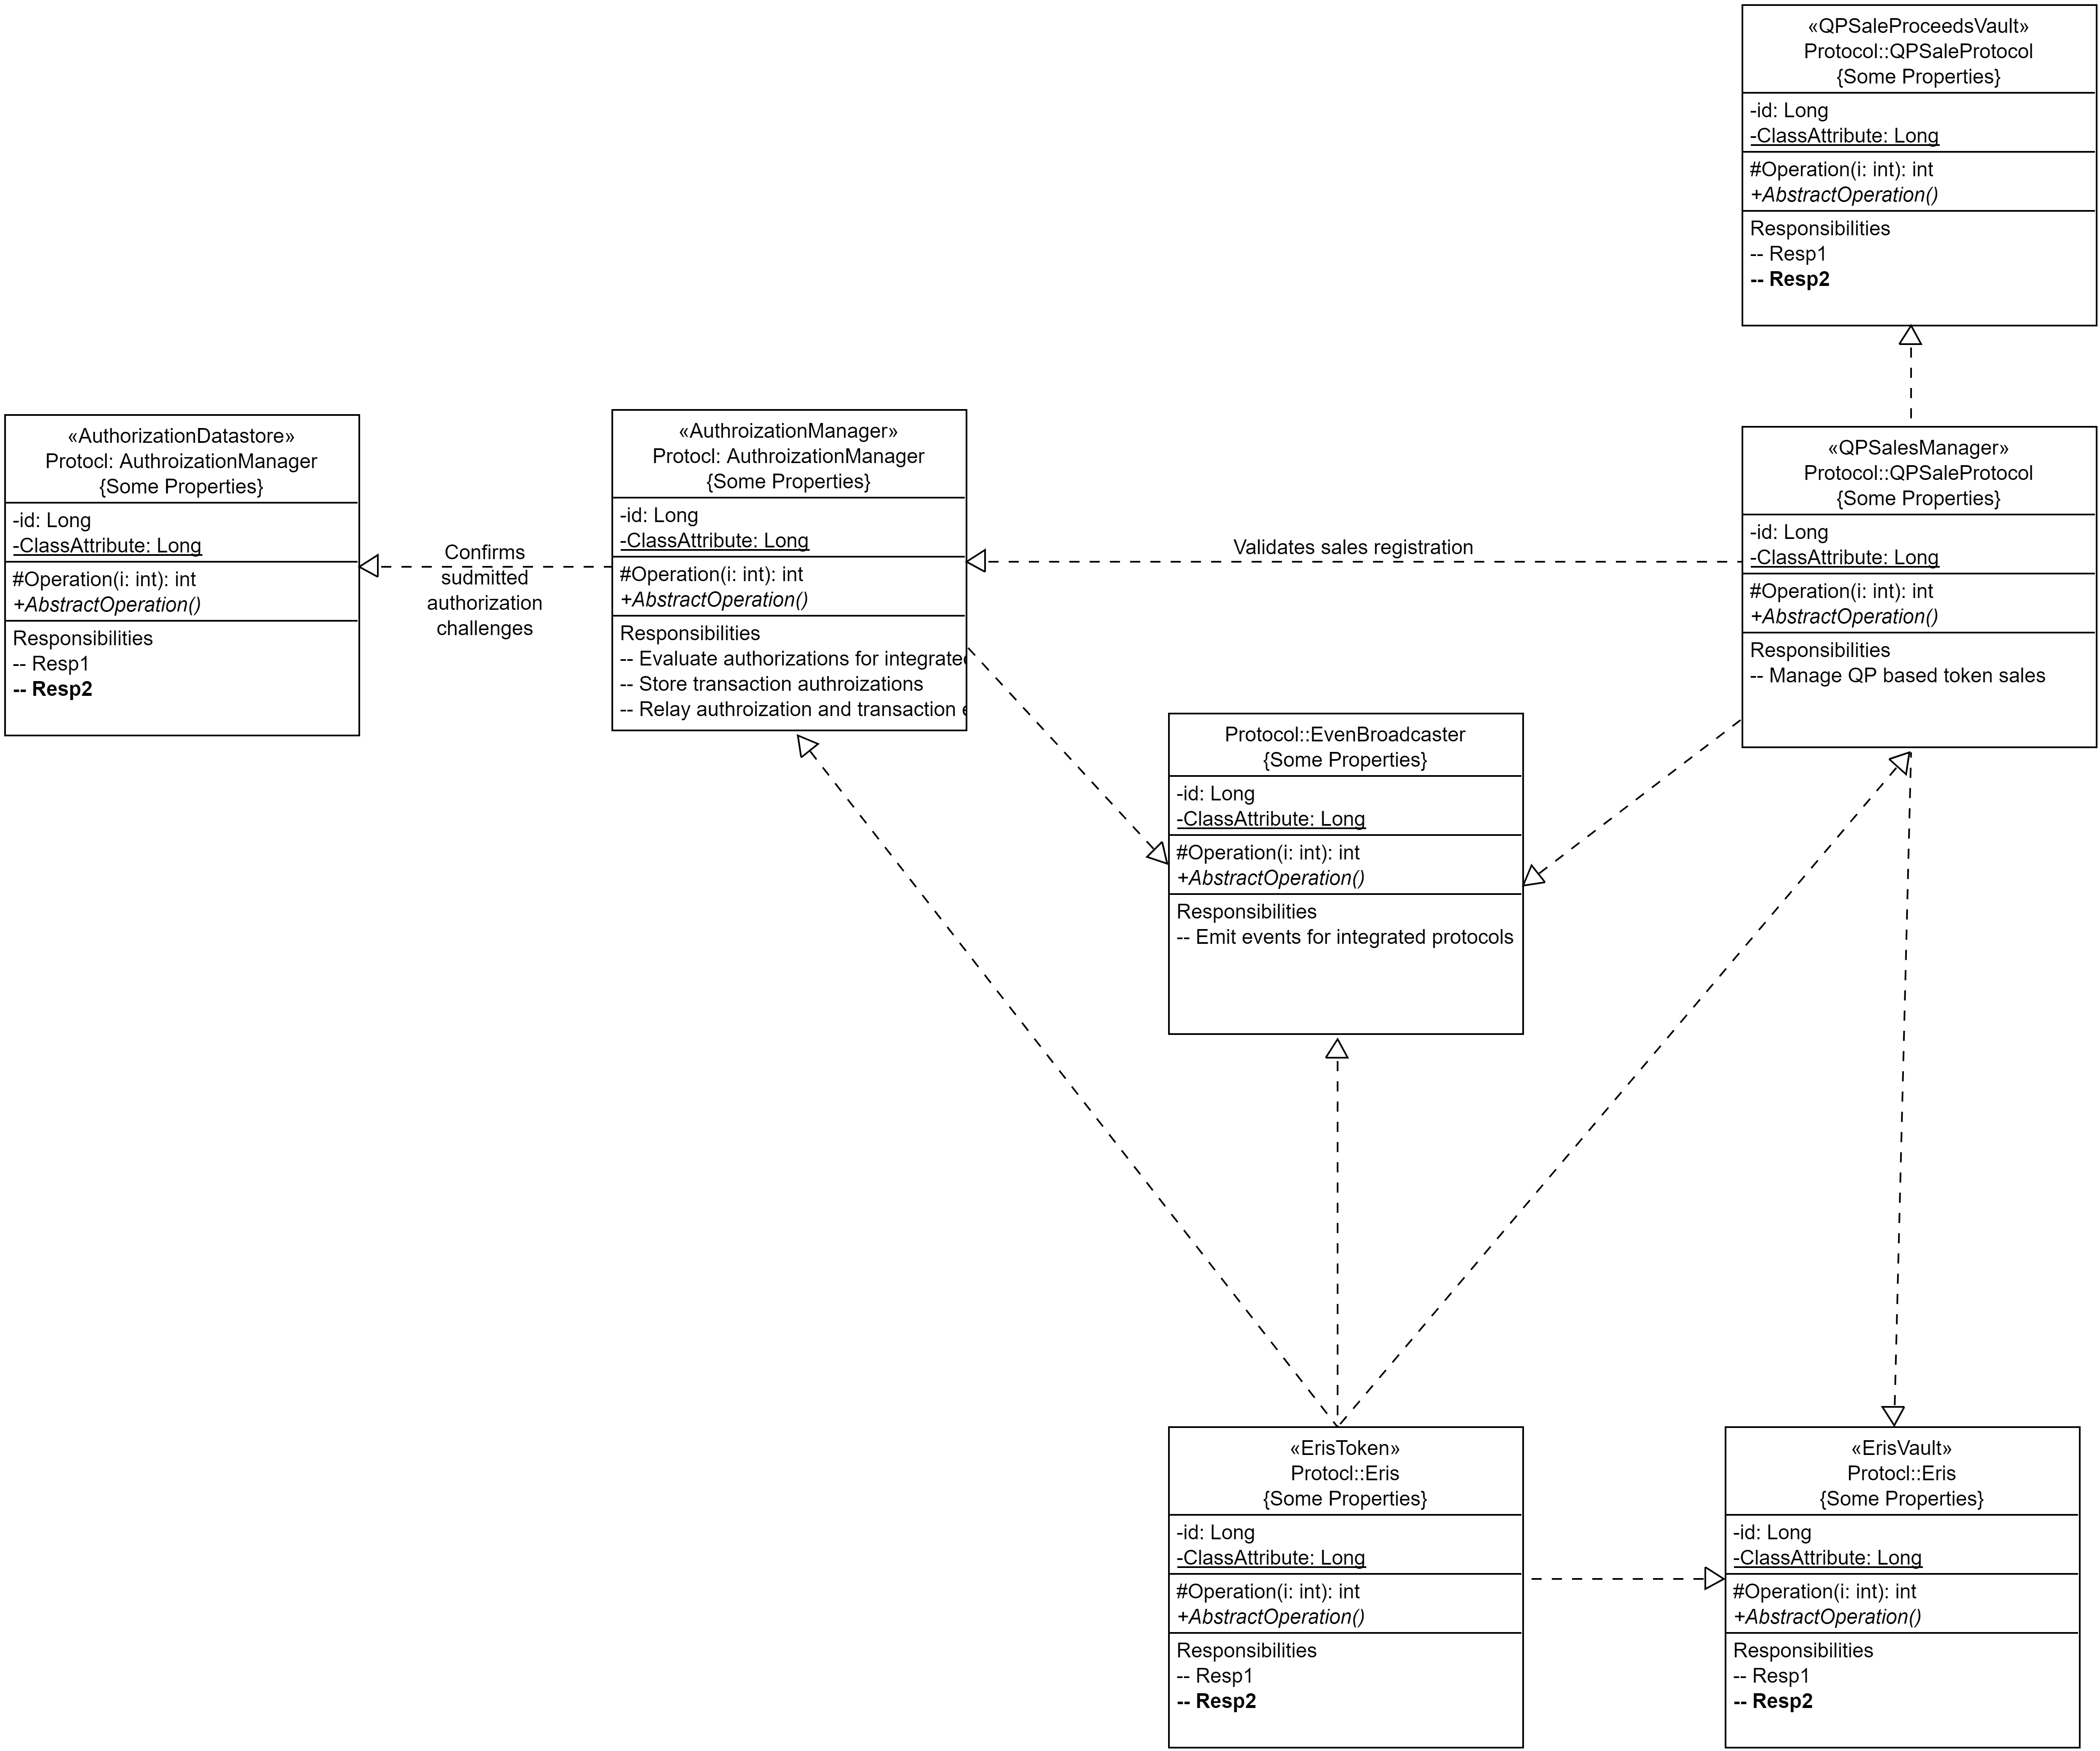 «QPSaleProceedsVault»
Protocol::QPSaleProtocol
{Some Properties}
-id: Long
-ClassAttribute: Long
#Operation(i: int): int
+AbstractOperation()
Responsibilities
-- Resp1
-- Resp2
«AuthorizationDatastore»
Protocl: AuthroizationManager
{Some Properties}
-id: Long
-ClassAttribute: Long
#Operation(i: int): int
+AbstractOperation()
Responsibilities
-- Resp1
-- Resp2
Confirms
sudmitted
authorization
challenges
«AuthroizationManager»
Protocl: AuthroizationManager
{Some Properties}
-id: Long
-ClassAttribute: Long
#Operation(i: int): int
+AbstractOperation()
Responsibilities
-- Evaluate authorizations for integrated
-- Store transaction authroizations
-- Relay authroization and transaction
Validates sales registration
«QPSalesManager»
Protocol::QPSaleProtocol
{Some Properties}
-id: Long
-ClassAttribute: Long
#Operation(i: int): int
+AbstractOperation()
Responsibilities
-- Manage QP based token sales
Protocol::EvenBroadcaster
{Some Properties}
-id: Long
-ClassAttribute: Long
#Operation(i: int): int
+AbstractOperation()
Responsibilities
-- Emit events for integrated protocols
«ErisToken»
Protocl::Eris
{Some Properties}
-id: Long
-ClassAttribute: Long
#Operation(i: int): int
+AbstractOperation()
Responsibilities
-- Resp1
-- Resp2
«ErisVault»
Protocl::Eris
{Some Properties}
-id: Long
-ClassAttribute: Long
#Operation(i: int): int
+AbstractOperation()
Responsibilities
-- Resp1
-- Resp2